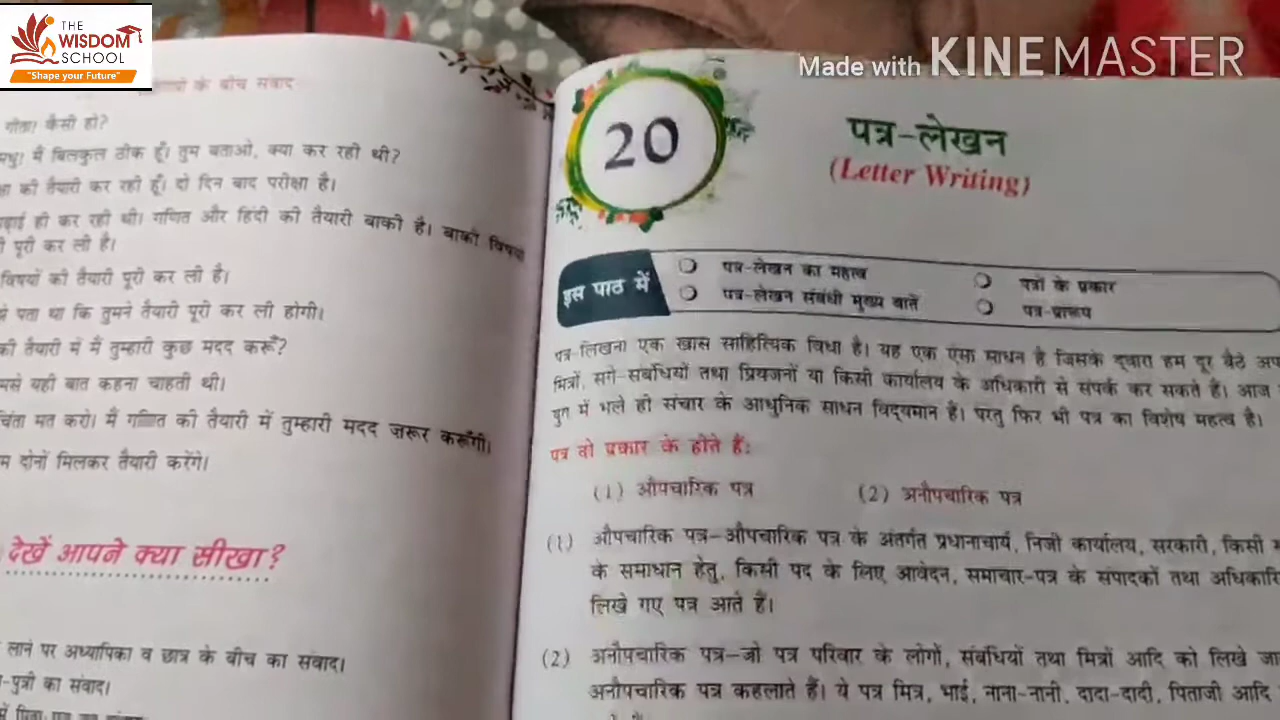 THE
WISDOM
SCHOOL
"Shape your Future"
Made with KINEMASTER
के बीच संवाद
गीता! कैसी हो?
मधु! मैं बिलकुल ठीक हूँ। तुम बताओ, क्या कर रही थी?
की तैयारी कर रही हूँ। दो दिन बाद परीक्षा है।
ही कर रही थी। गणित और हिंदी की तैयारी बाकी है। बाकी
पूरी कर ली है।
विषयों की तैयारी पूरी कर ली है।
पता था कि तुमने तैयारी पूरी कर ली होगी।
की तैयारी में मैं तुम्हारी कुछ मदद करूँ?
यही बात कहना चाहती थी।
चिंता मत करो। मैं गणित की तैयारी में तुम्हारी मदद ज़रूर करूँगी।
दोनों मिलकर तैयारी करेंगे।
देखें आपने क्या सीखा?
लाने पर अध्यापिका व छात्र के बीच का संवाद।
पुत्री का संवाद।
20
पत्र-लेखन
(Letter Writing)
इस पाठ में
पत्र-लेखन का महत्व
पत्रों के प्रकार
पत्र-लेखन संबंधी मुख्य बातें
पत्र-प्रारूप
पत्र-लिखना एक खास साहित्यिक विधा है। यह एक ऐसा साधन है जिसके द्वारा हम दूर बैठे
मित्रों, सगे-संबंधियों तथा प्रियजनों या किसी कार्यालय के अधिकारी से संपर्क कर सकते हैं। आज
युग में भले ही संचार के आधुनिक साधन विद्यमान हैं। परंतु फिर भी पत्र का विशेष महत्व है।
पत्र दो प्रकार के होते हैं:
(1) औपचारिक पत्र
(2) अनौपचारिक पत्र
(1) औपचारिक पत्र–औपचारिक पत्र के अंतर्गत प्रधानाचार्य, निजी कार्यालय, सरकारी, किसी
के समाधान हेतु, किसी पद के लिए आवेदन, समाचार-पत्र के संपादकों तथा
लिखे गए पत्र आते हैं।
(2) अनौपचारिक पत्र–जो पत्र परिवार के लोगों, संबंधियों तथा मित्रों आदि को लिखे
अनौपचारिक पत्र कहलाते हैं। ये पत्र मित्र, भाई, नाना-नानी, दादा-दादी, पिताजी आदि